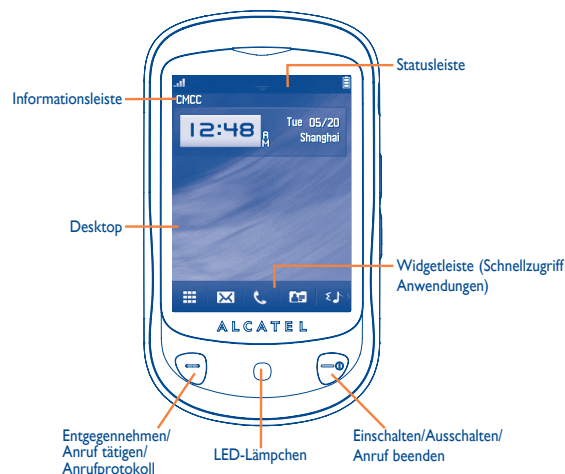 Statusleiste
Informationsleiste
CMCC
12:48 AM
Tue 05/20
Shanghai
Desktop
Widgetleiste (Schnellzugriff
Anwendungen)
ALCATEL
Entgegennehmen/
Anruf tätigen/
Anrufprotokoll
LED-Lämpchen
Einschalten/Ausschalten/
Anruf beenden